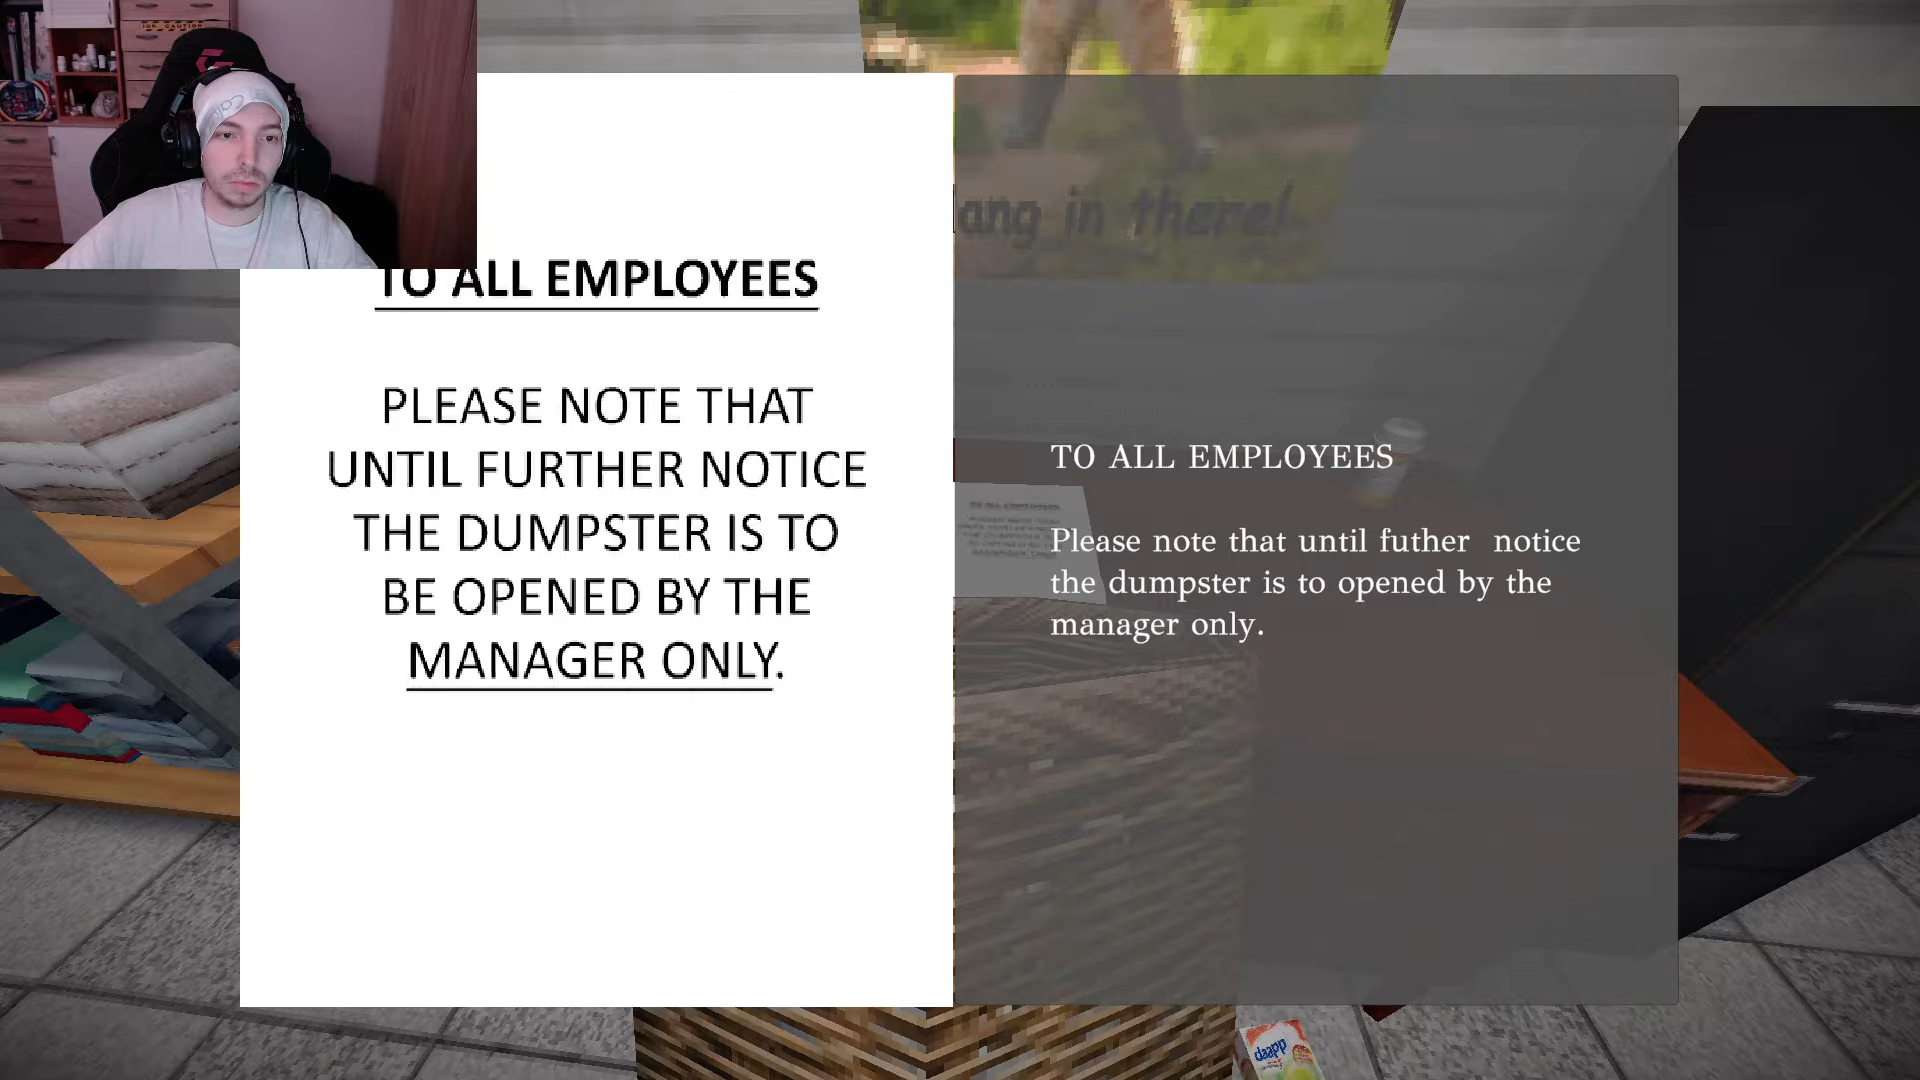 TO ALL EMPLOYEES
PLEASE NOTE THAT
UNTIL FURTHER NOTICE
THE DUMPSTER IS TO
BE OPENED BY THE
MANAGER ONLY.
ang in there!
TO ALL EMPLOYEES
Please note that until futher notice
the dumpster is to opened by the
manager only.
daapp